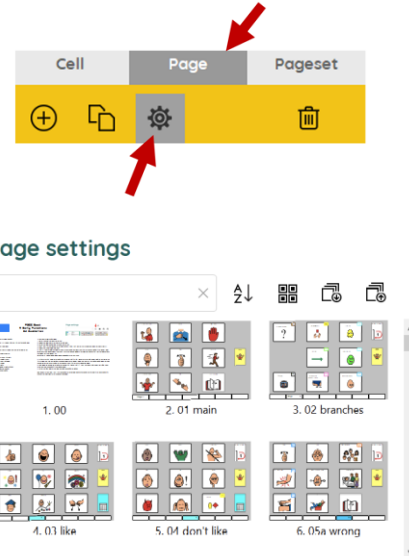 Cell Page Pageset
age settings
1. 00 2. 01 main 3. 02 branches
4. 03 like 5. 04 don't like 6. 05a wrong